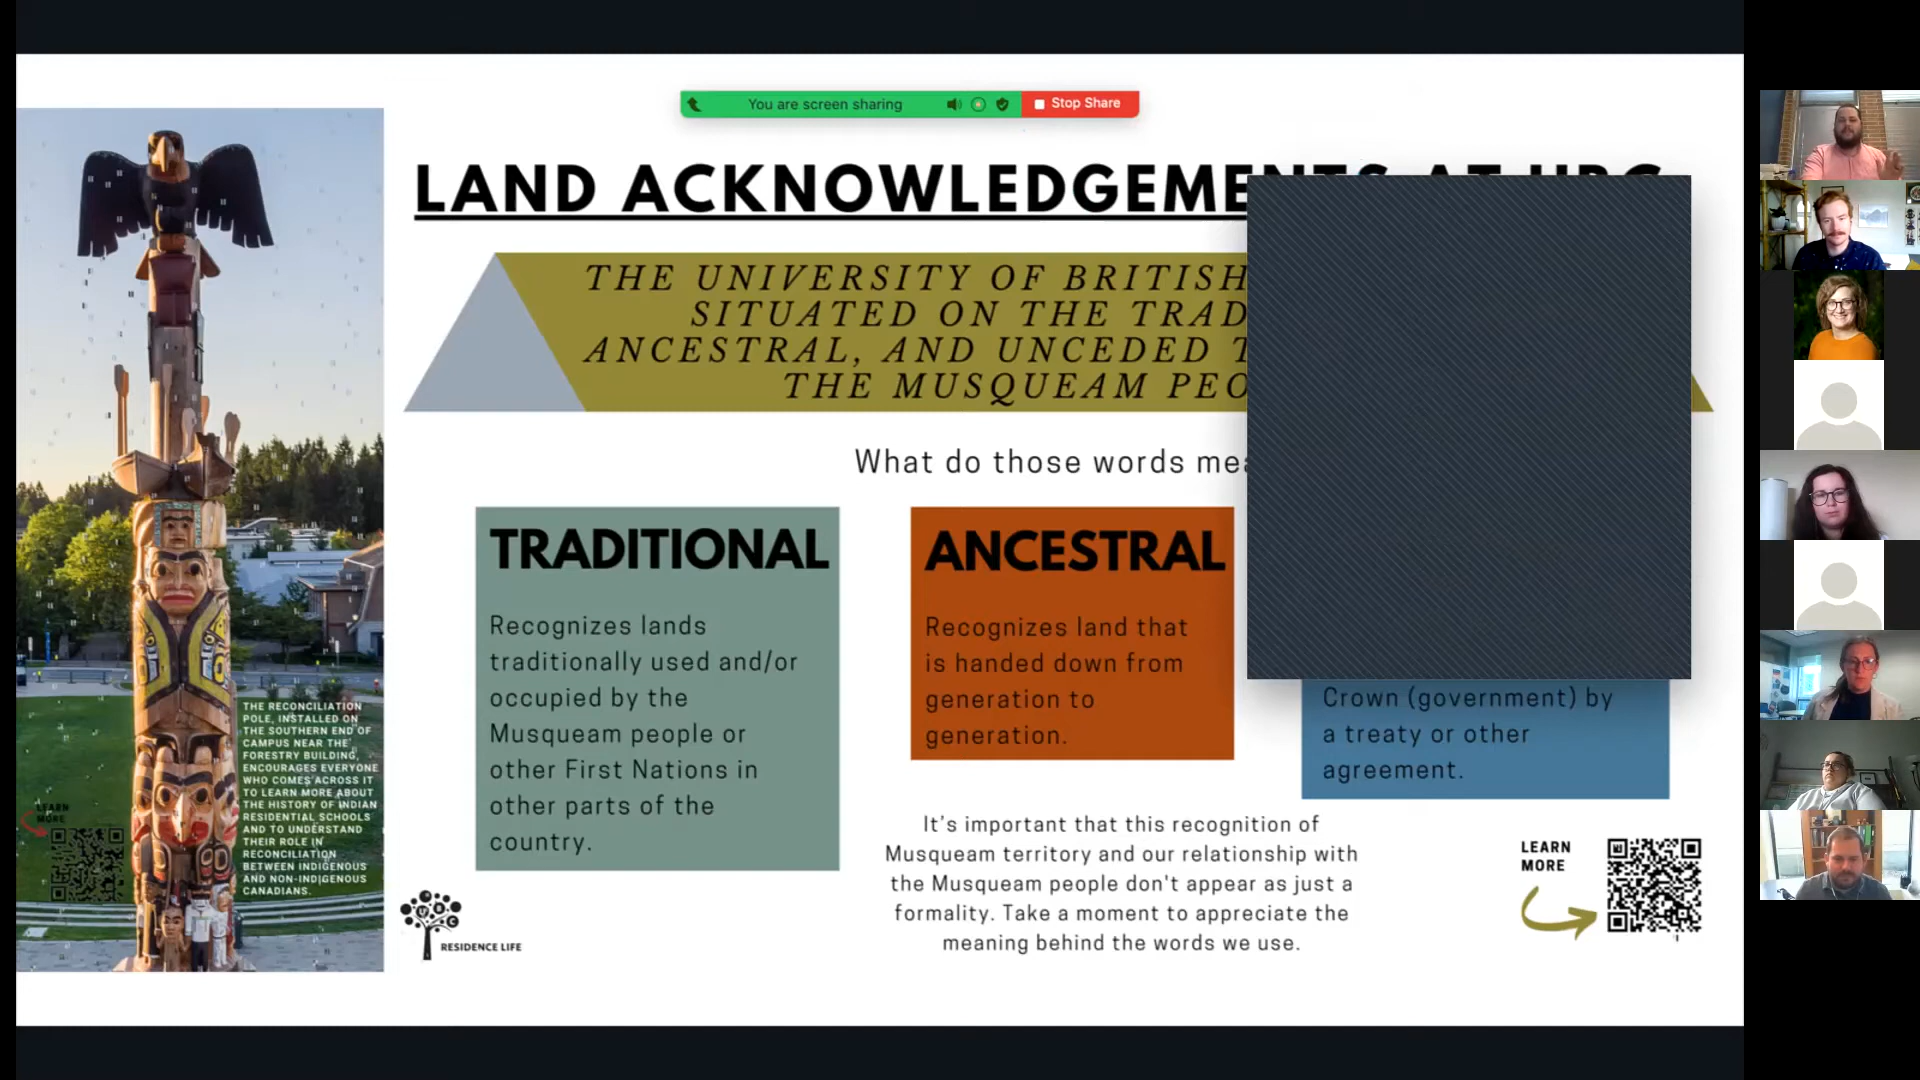 You are screen sharing
Stop Share
LAND ACKNOWLEDGEMENTS AT UBC
THE UNIVERSITY OF BRITISH
SITUATED ON THE TRAD
ANCESTRAL, AND UNCEDED T
THE MUSQUEAM PEO
What do those words mea
TRADITIONAL
Recognizes lands
traditionally used and/or
occupied by the
Musqueam people or
other First Nations in
other parts of the
country.
ANCESTRAL
Recognizes land that
is handed down from
generation to
generation.
Crown (government) by
a treaty or other
agreement.
THE RECONCILIATION
POLE, INSTALLED ON
THE SOUTHERN END OF
CAMPUS NEAR THE
FORESTRY BUILDING,
ENCOURAGES EVERYONE
WHO COMES ACROSS IT
TO LEARN MORE ABOUT
THE HISTORY OF INDIAN
RESIDENTIAL SCHOOLS
AND TO UNDERSTAND
THEIR ROLE IN
RECONCILIATION
BETWEEN INDIGENOUS
AND NON-INDIGENOUS
CANADIANS.
LEARN
MORE
It's important that this recognition of
Musqueam territory and our relationship with
the Musqueam people don't appear as just a
formality. Take a moment to appreciate the
meaning behind the words we use.
LEARN
MORE
UBC
RESIDENCE LIFE